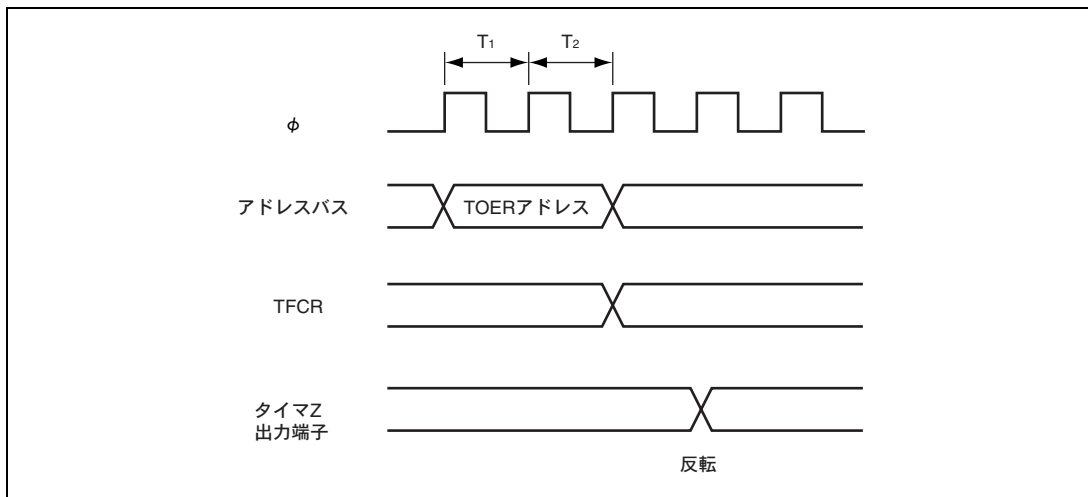 T1 T2
φ
アドレスバス TOERアドレス
TFCR
タイマZ
出力端子
反転